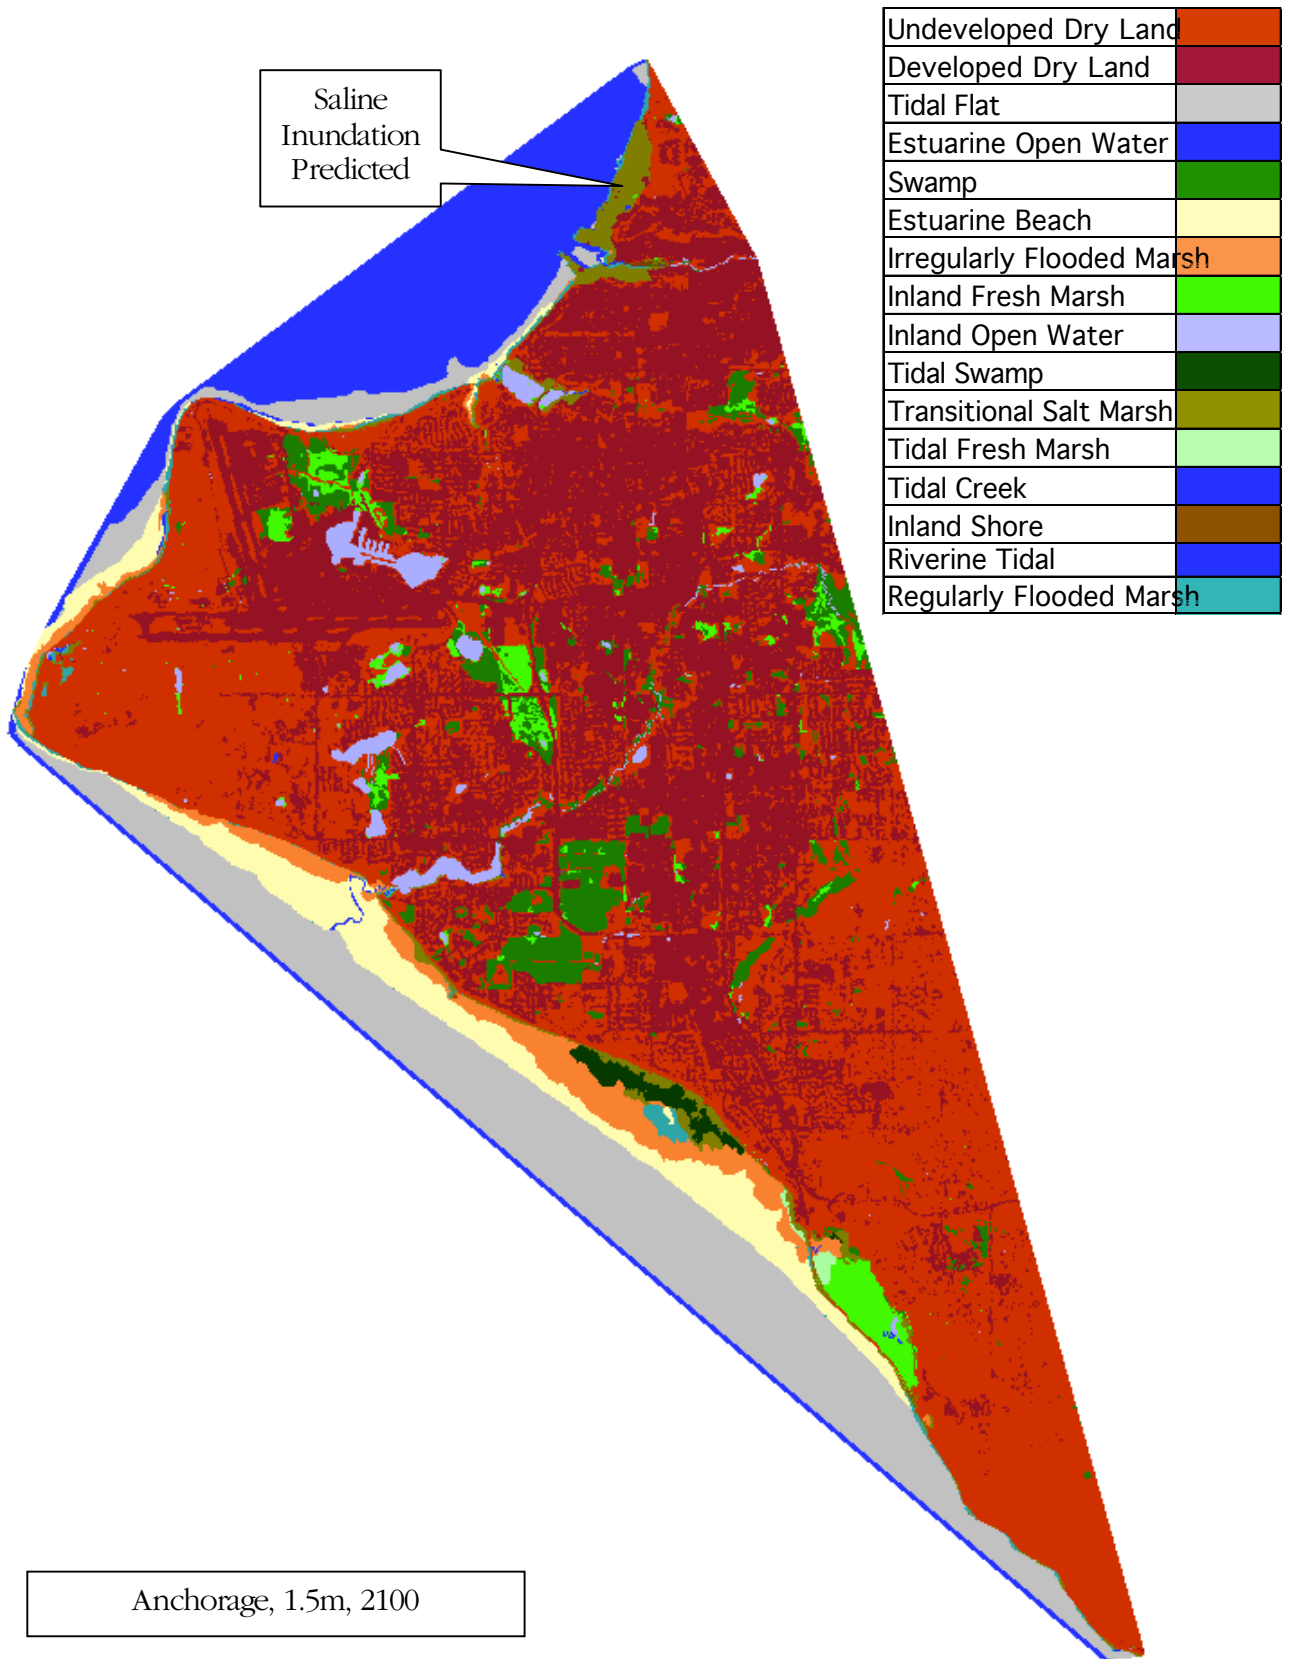 Undeveloped Dry Land
Developed Dry Land
Tidal Flat
Estuarine Open Water
Swamp
Estuarine Beach
Irregularly Flooded Marsh
Inland Fresh Marsh
Inland Open Water
Tidal Swamp
Transitional Salt Marsh
Tidal Fresh Marsh
Tidal Creek
Inland Shore
Riverine Tidal
Regularly Flooded Marsh
Saline
Inundation
Predicted
Anchorage, 1.5m, 2100